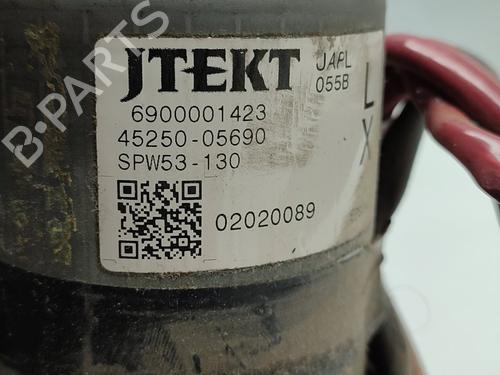 JTEKT
JAPL
055B
6900001423
L
45250-05690
X
SPW53-130
02020089
B-PARTS